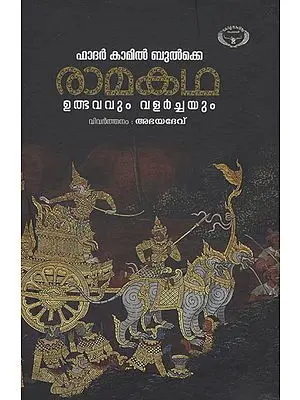 ഫാദർ കാമിൽ ബുൽക്കെ
രാമകഥ
ഉത്ഭവവും വളർച്ചയും
വിവർത്തനം : അഭയദേവ്